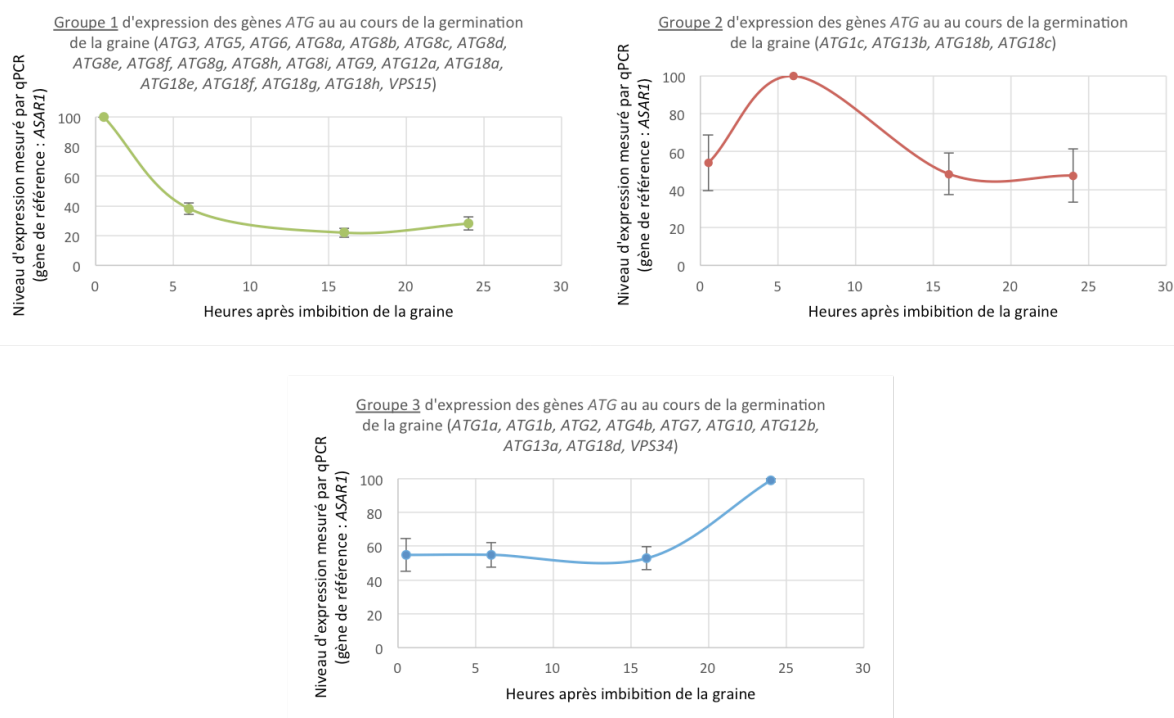 Groupe 1 d'expression des gènes ATG au au cours de la germination
de la graine (ATG3, ATG5, ATG6, ATG8a, ATG8b, ATG8c, ATG8d,
ATG8e, ATG8f, ATG8g, ATG8h, ATG8i, ATG9, ATG12a, ATG18a,
ATG18e, ATG18f, ATG18g, ATG18h, VPS15)
Niveau d'expression mesuré par qPCR
(gène de référence : ASAR1)
100
80
60
40
20
0
0 5 10 15 20 25 30
Heures après imbibition de la graine
Groupe 2 d'expression des gènes ATG au au cours de la germination
de la graine (ATG1c, ATG13b, ATG18b, ATG18c)
Niveau d'expression mesuré par qPCR
(gène de référence : ASAR1)
100
80
60
40
20
0
0 5 10 15 20 25 30
Heures après imbibition de la graine
Groupe 3 d'expression des gènes ATG au au cours de la germination
de la graine (ATG1a, ATG1b, ATG2, ATG4b, ATG7, ATG10, ATG12b,
ATG13a, ATG18d, VPS34)
Niveau d'expression mesuré par qPCR
(gène de référence : ASAR1)
100
80
60
40
20
0
0 5 10 15 20 25 30
Heures après imbibition de la graine